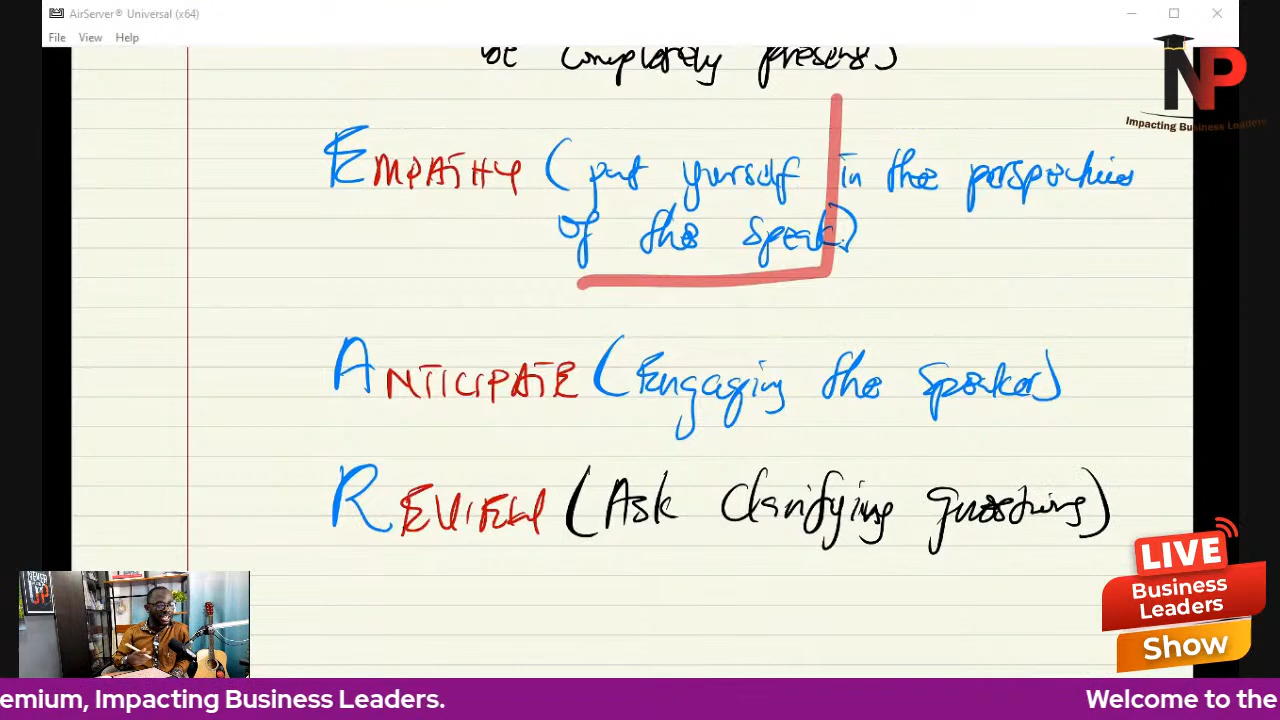 AirServer® Universal (x64)
File View Help
be completely present)
NP
Impacting Business Leaders
EMPATHY (put yurself in the perspective
of the speak)
ANTICIPATE (Engaging the Speaker)
REVIEW (Ask Clarifying questions)
LIVE
Business
Leaders
Show
emium, Impacting Business Leaders. Welcome to the